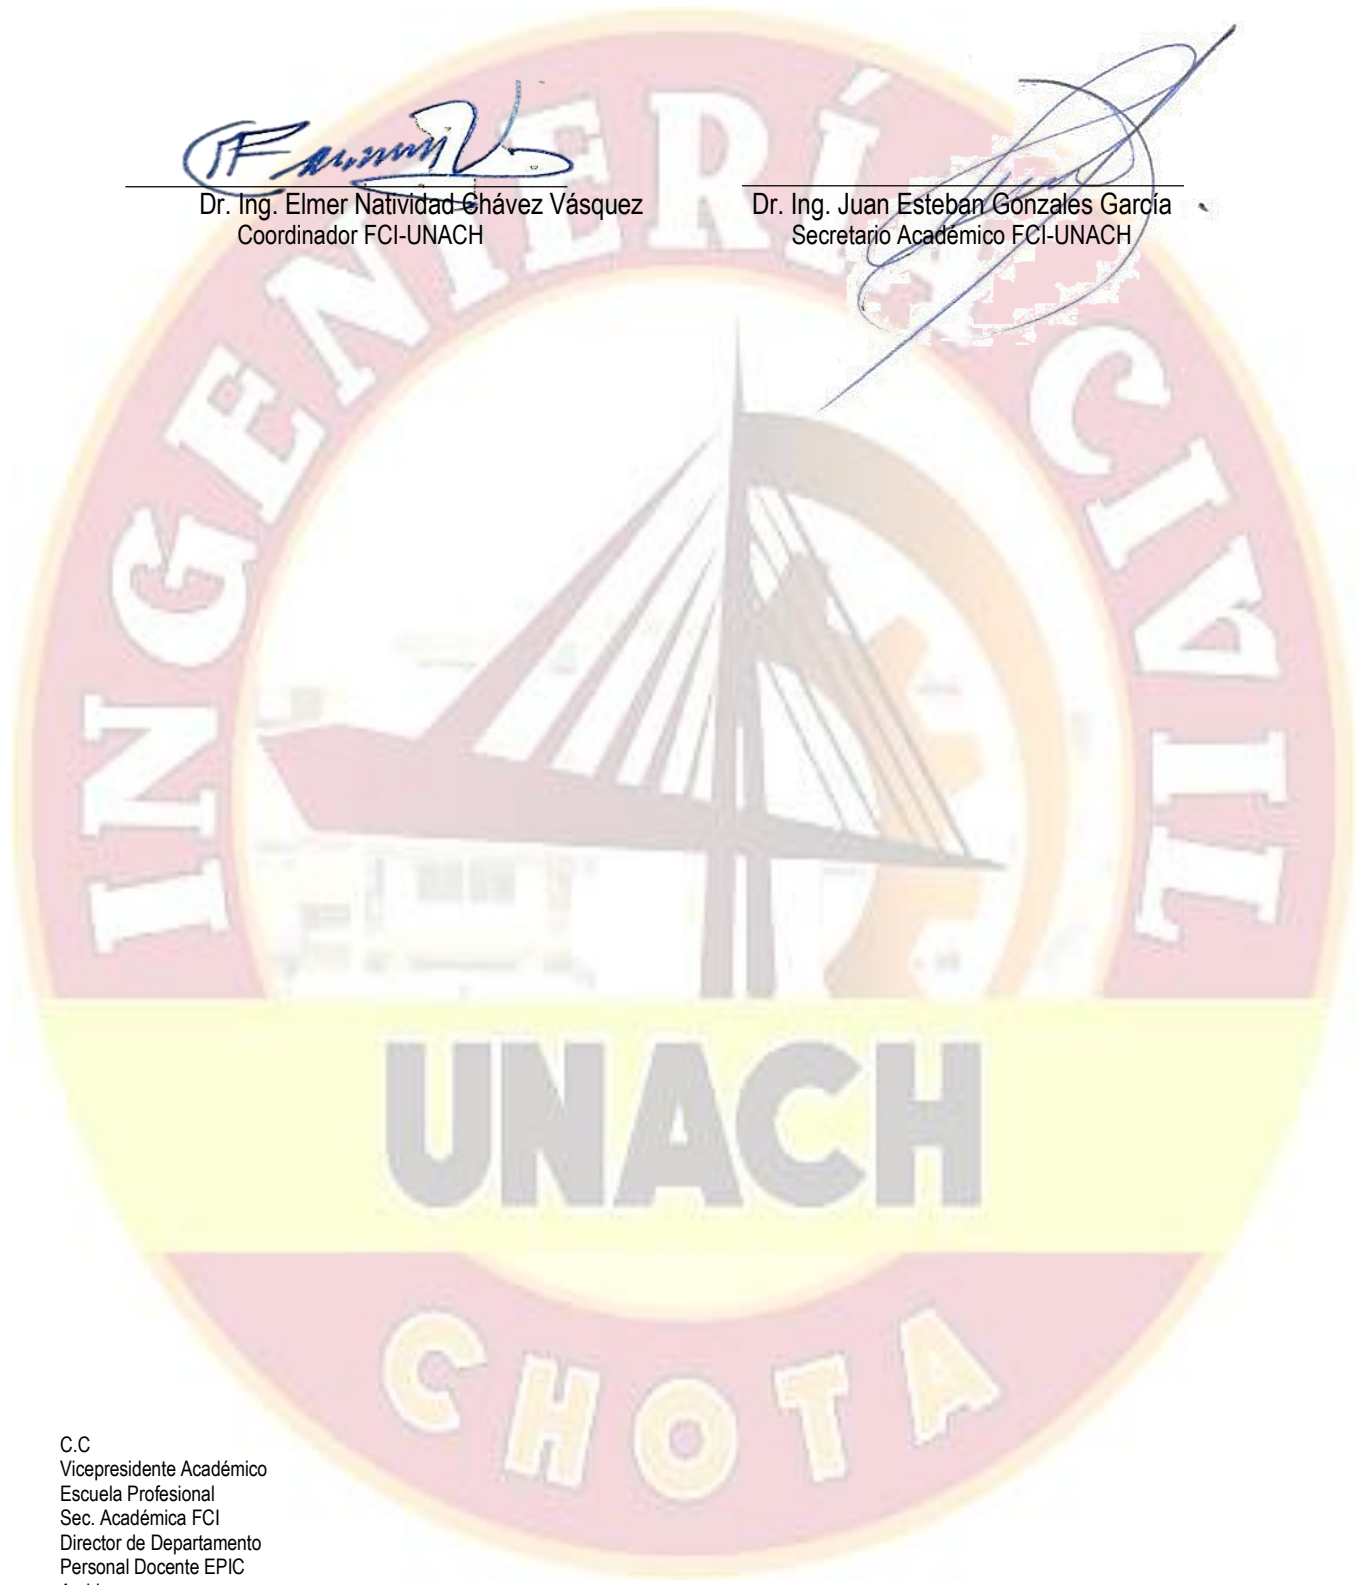 Dr. Ing. Elmer Natividad Chávez Vásquez
Coordinador FCI-UNACH
Dr. Ing. Juan Esteban Gonzales García
Secretario Académico FCI-UNACH
INGENIERÍA CIVIL
UNACH
CHOTA
C.C
Vicepresidente Académico
Escuela Profesional
Sec. Académica FCI
Director de Departamento
Personal Docente EPIC